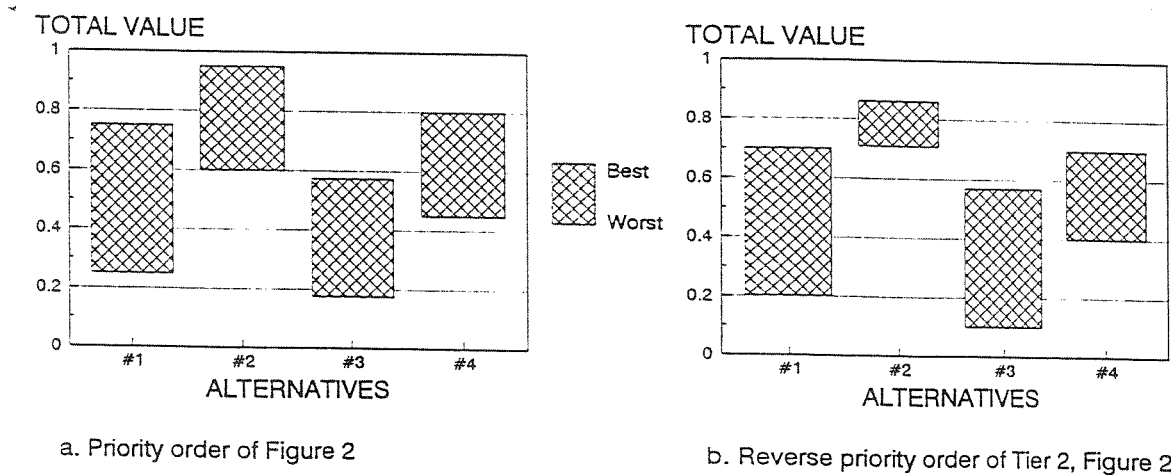 TOTAL VALUE
1
0.8
0.6
0.4
0.2
0
#1
#2
#3
#4
ALTERNATIVES
a. Priority order of Figure 2
Best
Worst
TOTAL VALUE
1
0.8
0.6
0.4
0.2
0
#1
#2
#3
#4
ALTERNATIVES
b. Reverse priority order of Tier 2, Figure 2